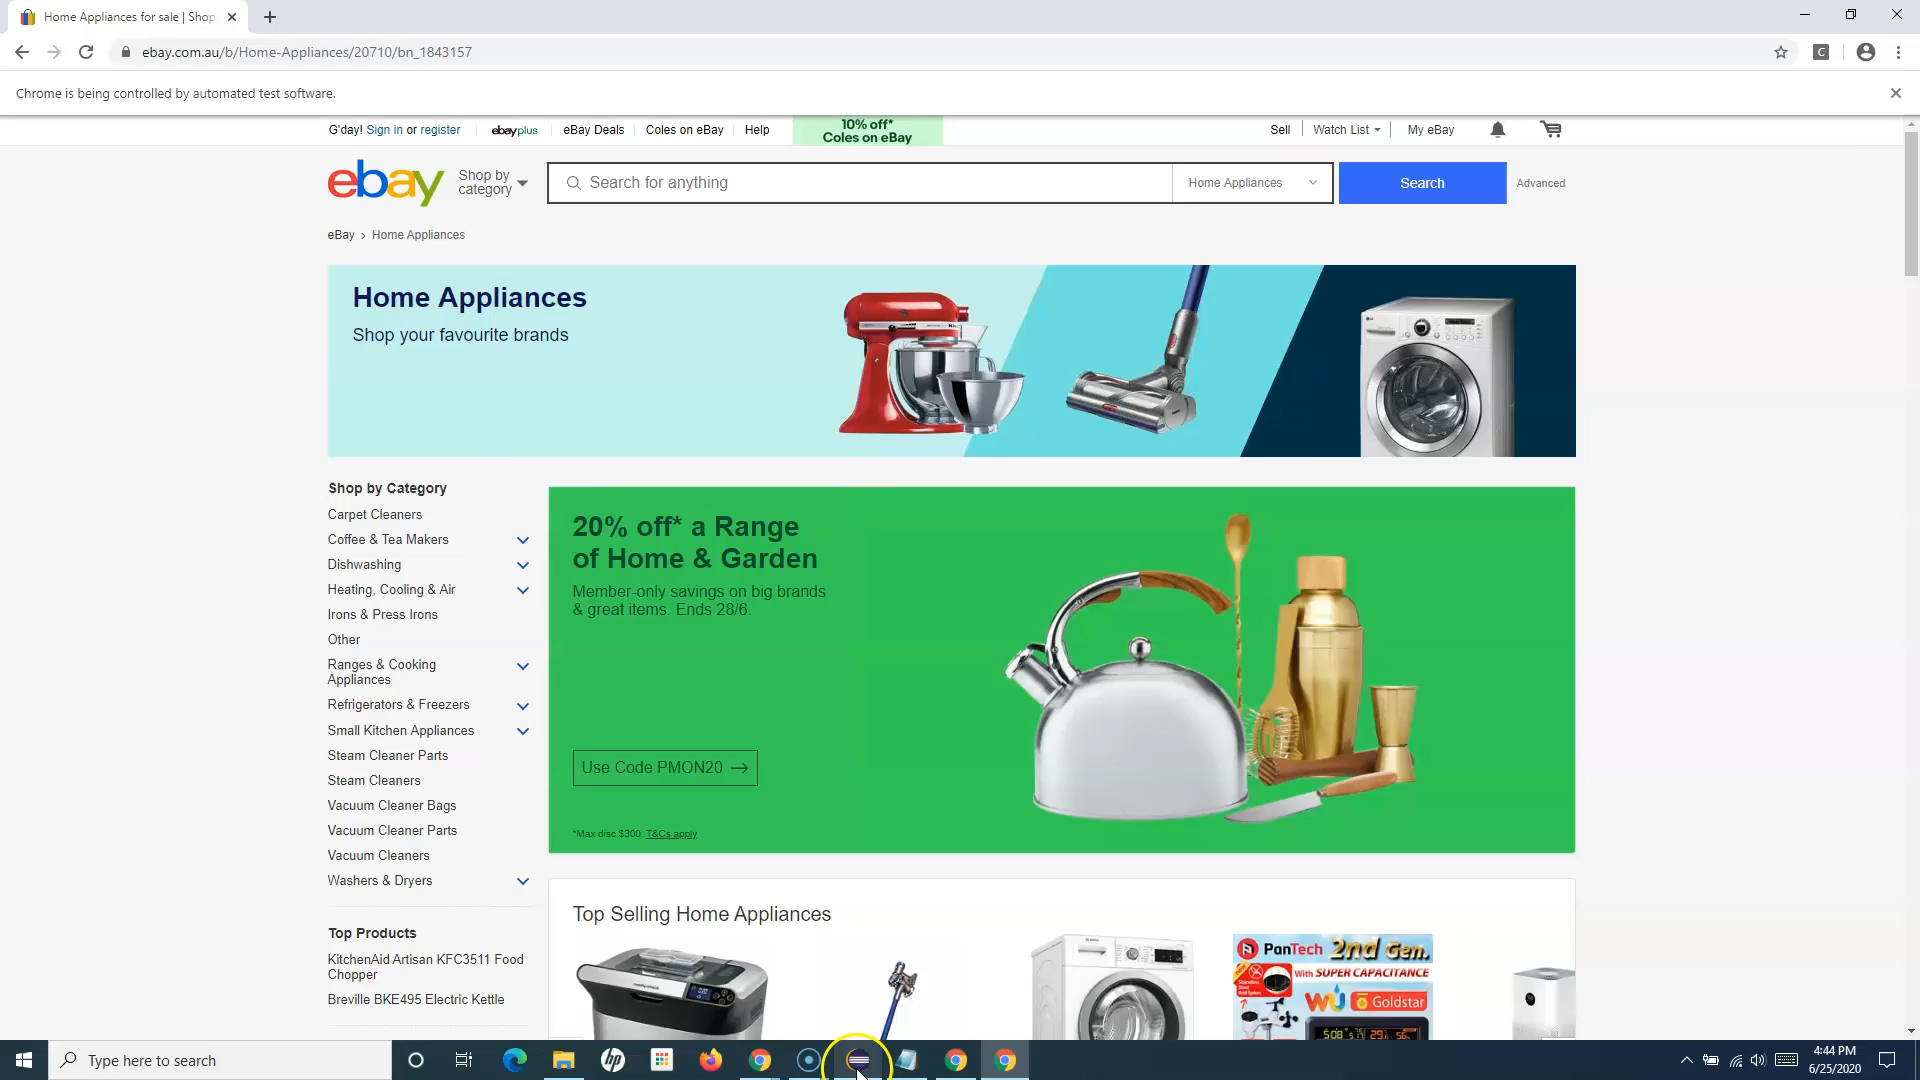 Home Appliances for sale | Shop
ebay.com.au/b/Home-Appliances/20710/bn_1843157
Chrome is being controlled by automated test software.
G'day! Sign in or register
ebayplus
eBay Deals
Coles on eBay
Help
10% off*
Coles on eBay
Sell
Watch List
My eBay
ebay
Shop by
category
Search for anything
Home Appliances
Search
Advanced
eBay > Home Appliances
Home Appliances
Shop your favourite brands
Shop by Category
Carpet Cleaners
Coffee & Tea Makers
Dishwashing
Heating, Cooling & Air
Irons & Press Irons
Other
Ranges & Cooking
Appliances
Refrigerators & Freezers
Small Kitchen Appliances
Steam Cleaner Parts
Steam Cleaners
Vacuum Cleaner Bags
Vacuum Cleaner Parts
Vacuum Cleaners
Washers & Dryers
Top Products
KitchenAid Artisan KFC3511 Food
Chopper
Breville BKE495 Electric Kettle
20% off* a Range
of Home & Garden
Member-only savings on big brands
& great items. Ends 28/6.
Use Code PMON20 →
*Max disc $300. T&Cs apply
Top Selling Home Appliances
PanTech 2nd Gen.
With SUPER CAPACITANCE
Goldstar
Type here to search
hp
4:44 PM
6/25/2020